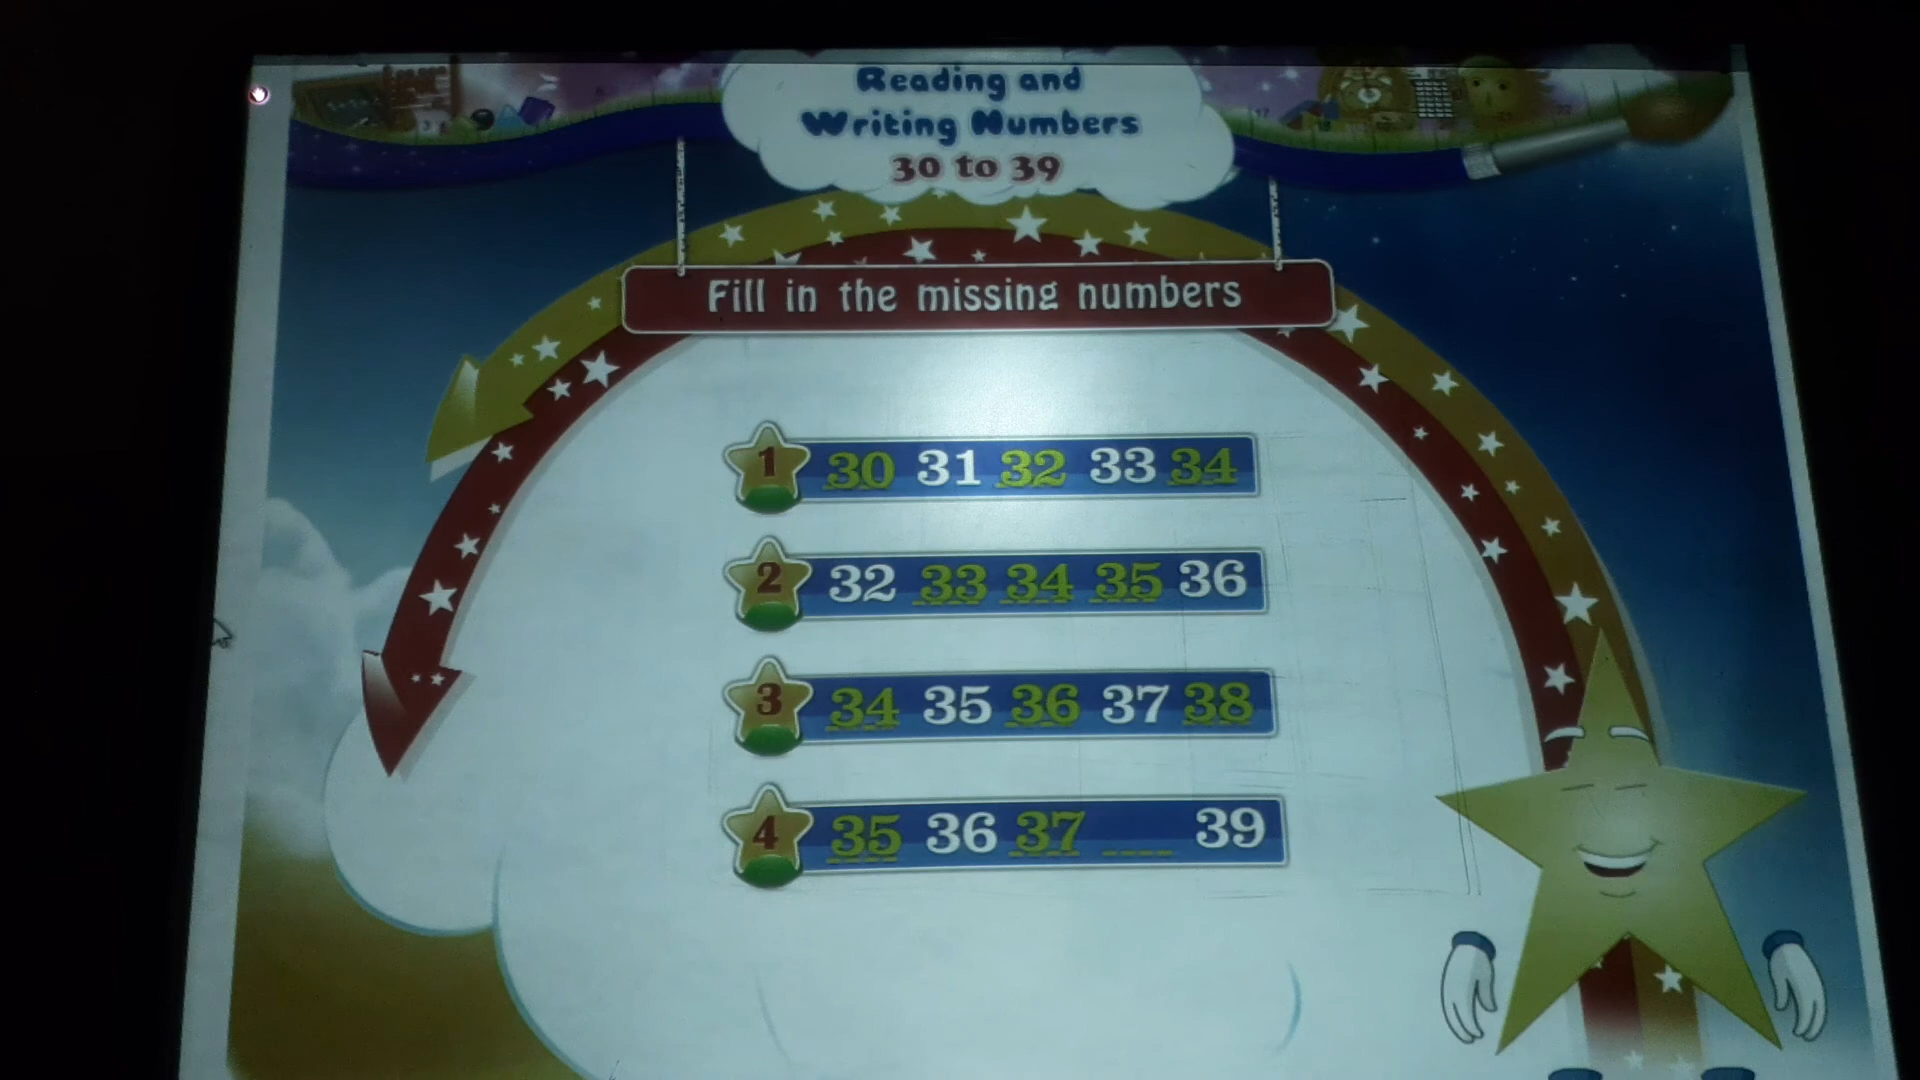 Reading and
Writing Numbers
30 to 39
Fill in the missing numbers
1 30 31 32 33 34
2 32 33 34 35 36
3 34 35 36 37 38
4 35 36 37 ---- 39